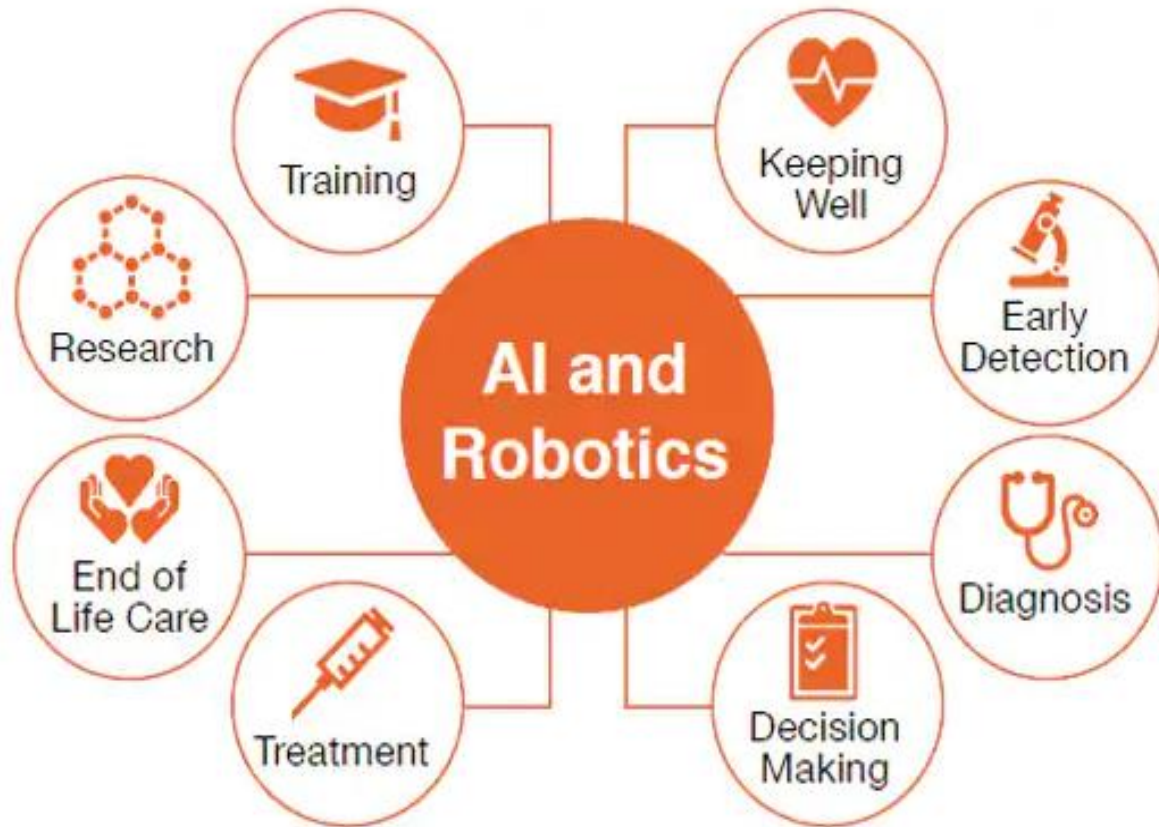 AI and
Robotics
Keeping
Well
Early
Detection
Diagnosis
Decision
Making
Treatment
End of
Life Care
Research
Training